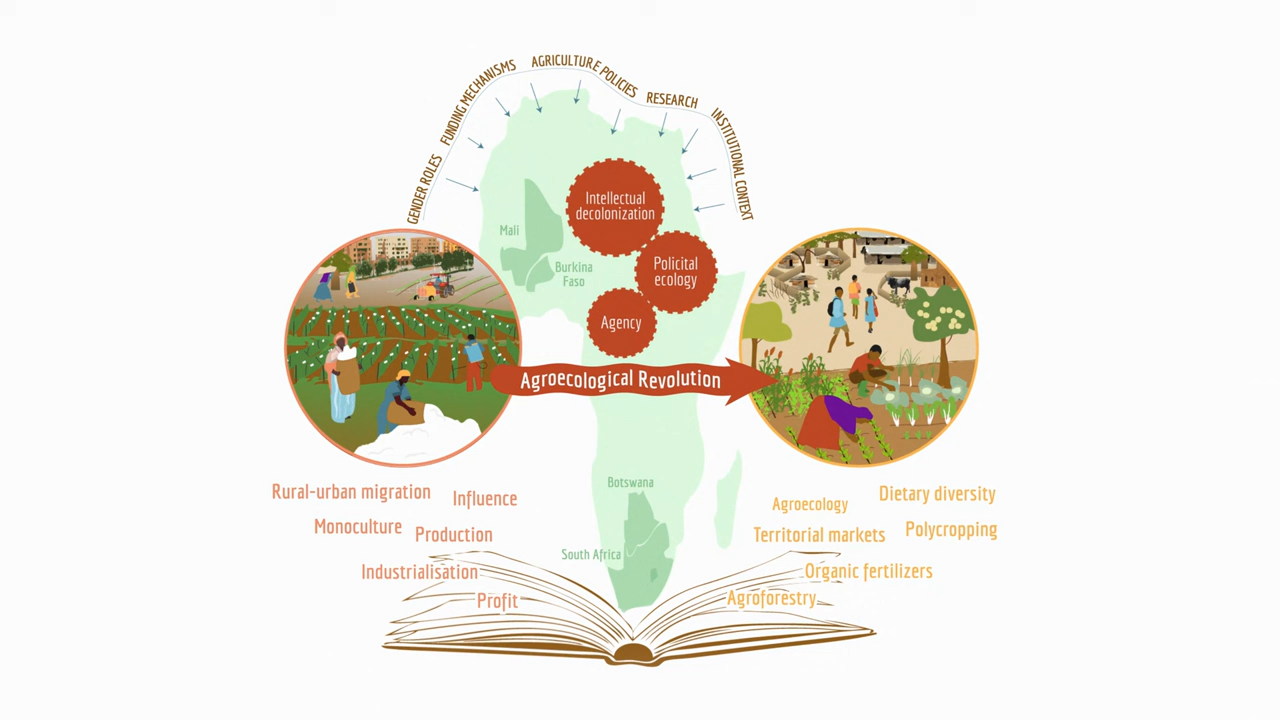 GENDER ROLES
FUNDING MECHANISMS
AGRICULTURE POLICIES
RESEARCH
INSTITUTIONAL CONTEXT
Intellectual
decolonization
Policital
ecology
Agency
Mali
Burkina
Faso
Agroecological Revolution
Botswana
South Africa
Rural-urban migration
Influence
Monoculture
Production
Industrialisation
Profit
Agroecology
Dietary diversity
Territorial markets
Polycropping
Organic fertilizers
Agroforestry